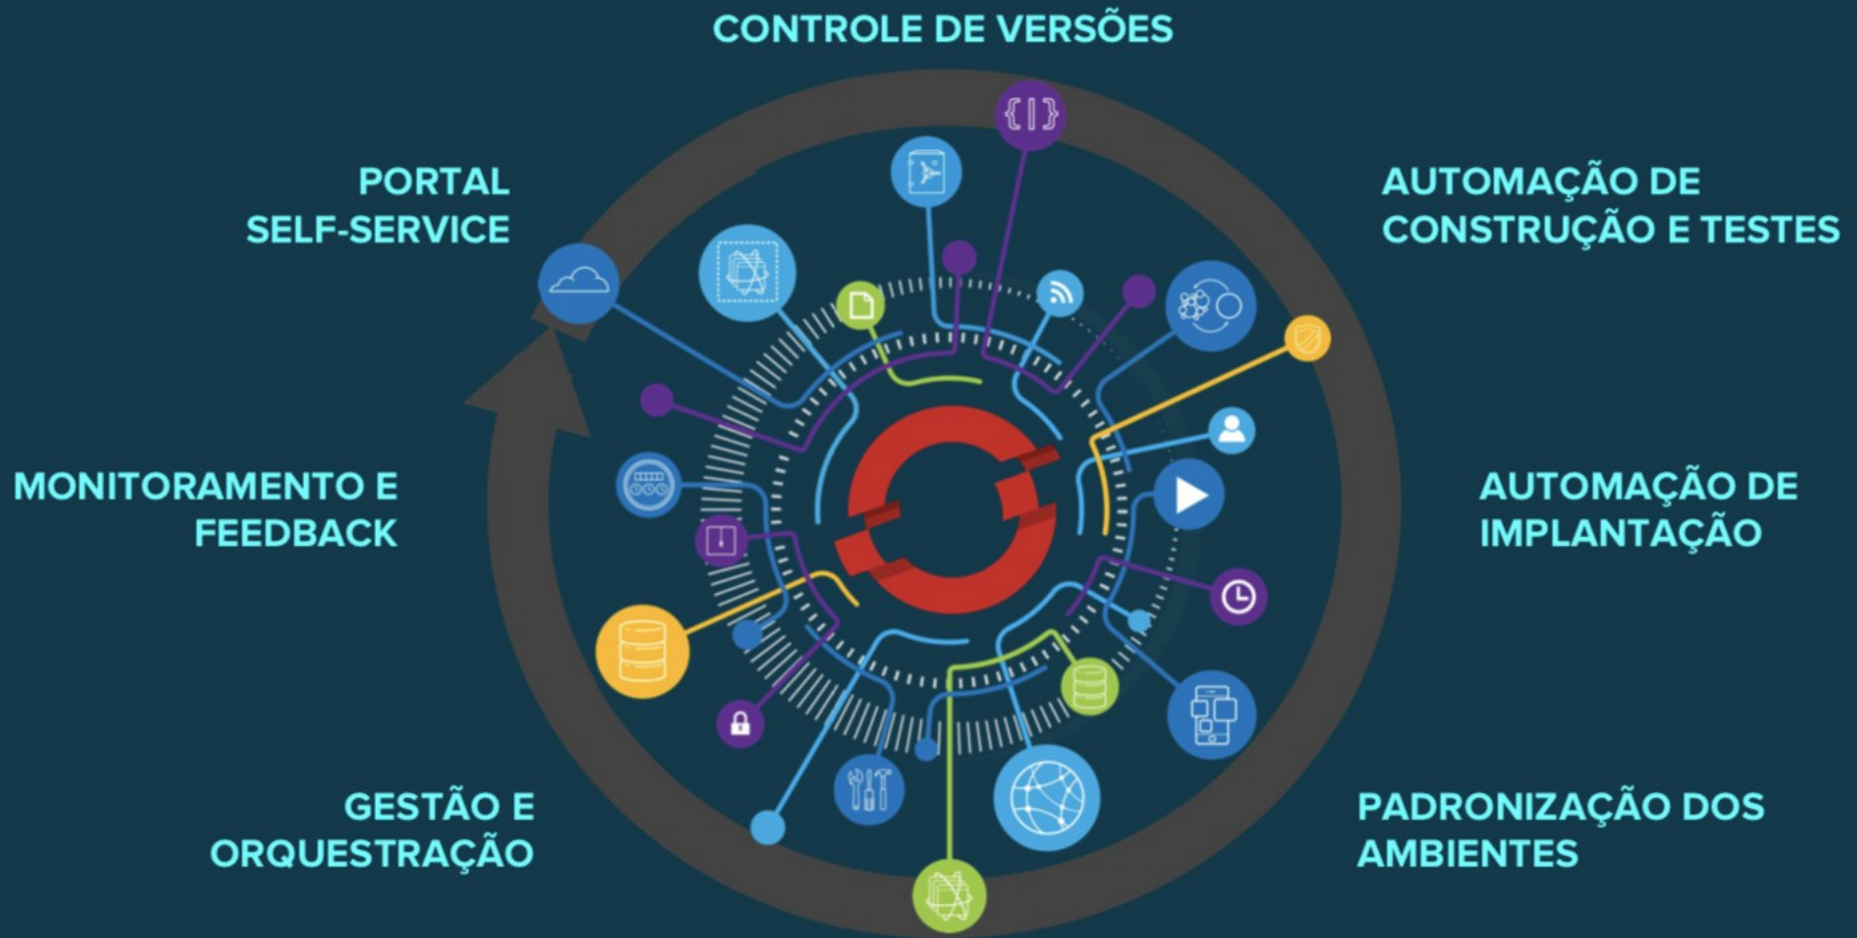 CONTROLE DE VERSÕES
PORTAL
SELF-SERVICE
AUTOMAÇÃO DE
CONSTRUÇÃO E TESTES
MONITORAMENTO E
FEEDBACK
AUTOMAÇÃO DE
IMPLANTAÇÃO
GESTÃO E
ORQUESTRAÇÃO
PADRONIZAÇÃO DOS
AMBIENTES